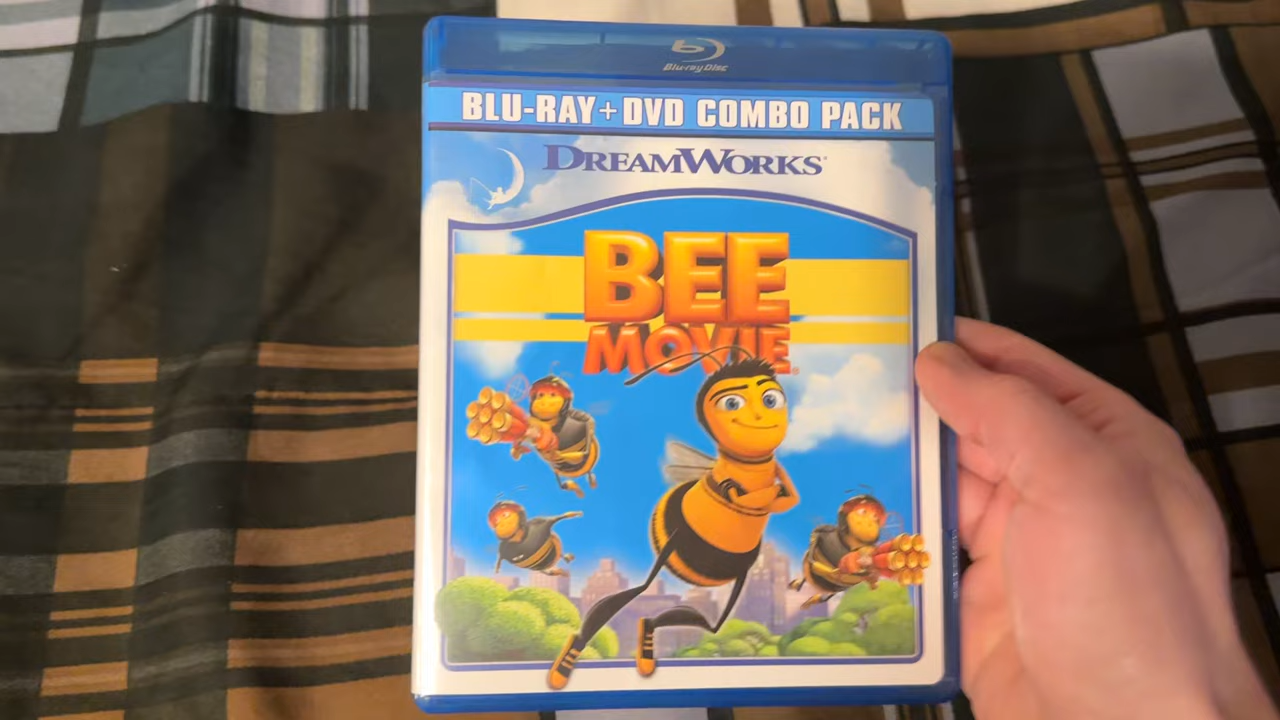 Blu-ray Disc
BLU-RAY + DVD COMBO PACK
DREAMWORKS
BEE
MOVIE